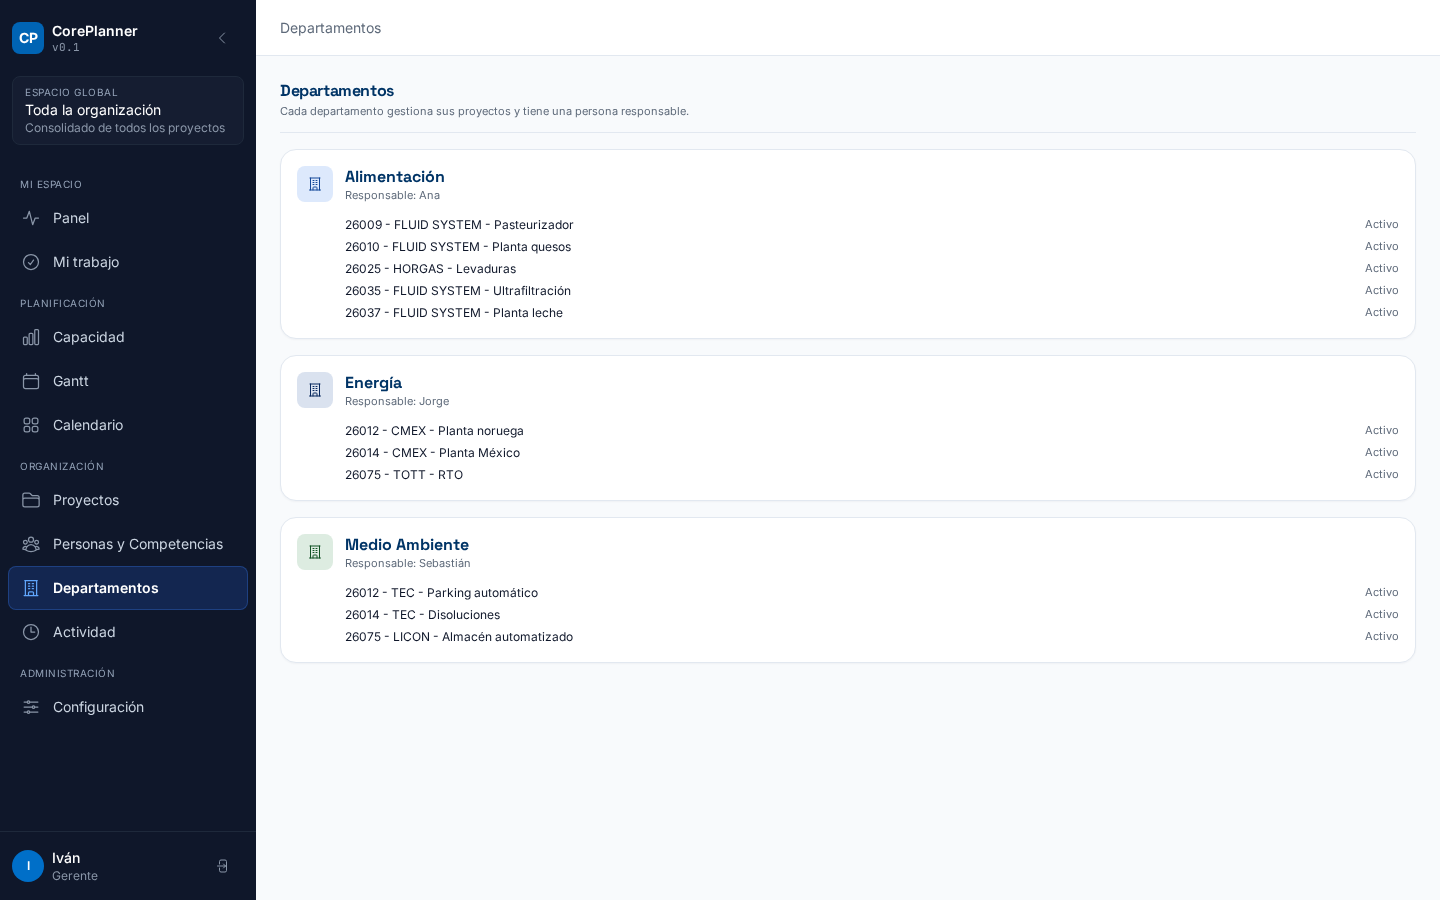 CP
CorePlanner
v0.1
ESPACIO GLOBAL
Toda la organización
Consolidado de todos los proyectos
MI ESPACIO
Panel
Mi trabajo
PLANIFICACIÓN
Capacidad
Gantt
Calendario
ORGANIZACIÓN
Proyectos
Personas y Competencias
Departamentos
Actividad
ADMINISTRACIÓN
Configuración
I
Iván
Gerente
Departamentos
Departamentos
Cada departamento gestiona sus proyectos y tiene una persona responsable.
Alimentación
Responsable: Ana
26009 - FLUID SYSTEM - Pasteurizador Activo
26010 - FLUID SYSTEM - Planta quesos Activo
26025 - HORGAS - Levaduras Activo
26035 - FLUID SYSTEM - Ultrafiltración Activo
26037 - FLUID SYSTEM - Planta leche Activo
Energía
Responsable: Jorge
26012 - CMEX - Planta noruega Activo
26014 - CMEX - Planta México Activo
26075 - TOTT - RTO Activo
Medio Ambiente
Responsable: Sebastián
26012 - TEC - Parking automático Activo
26014 - TEC - Disoluciones Activo
26075 - LICON - Almacén automatizado Activo